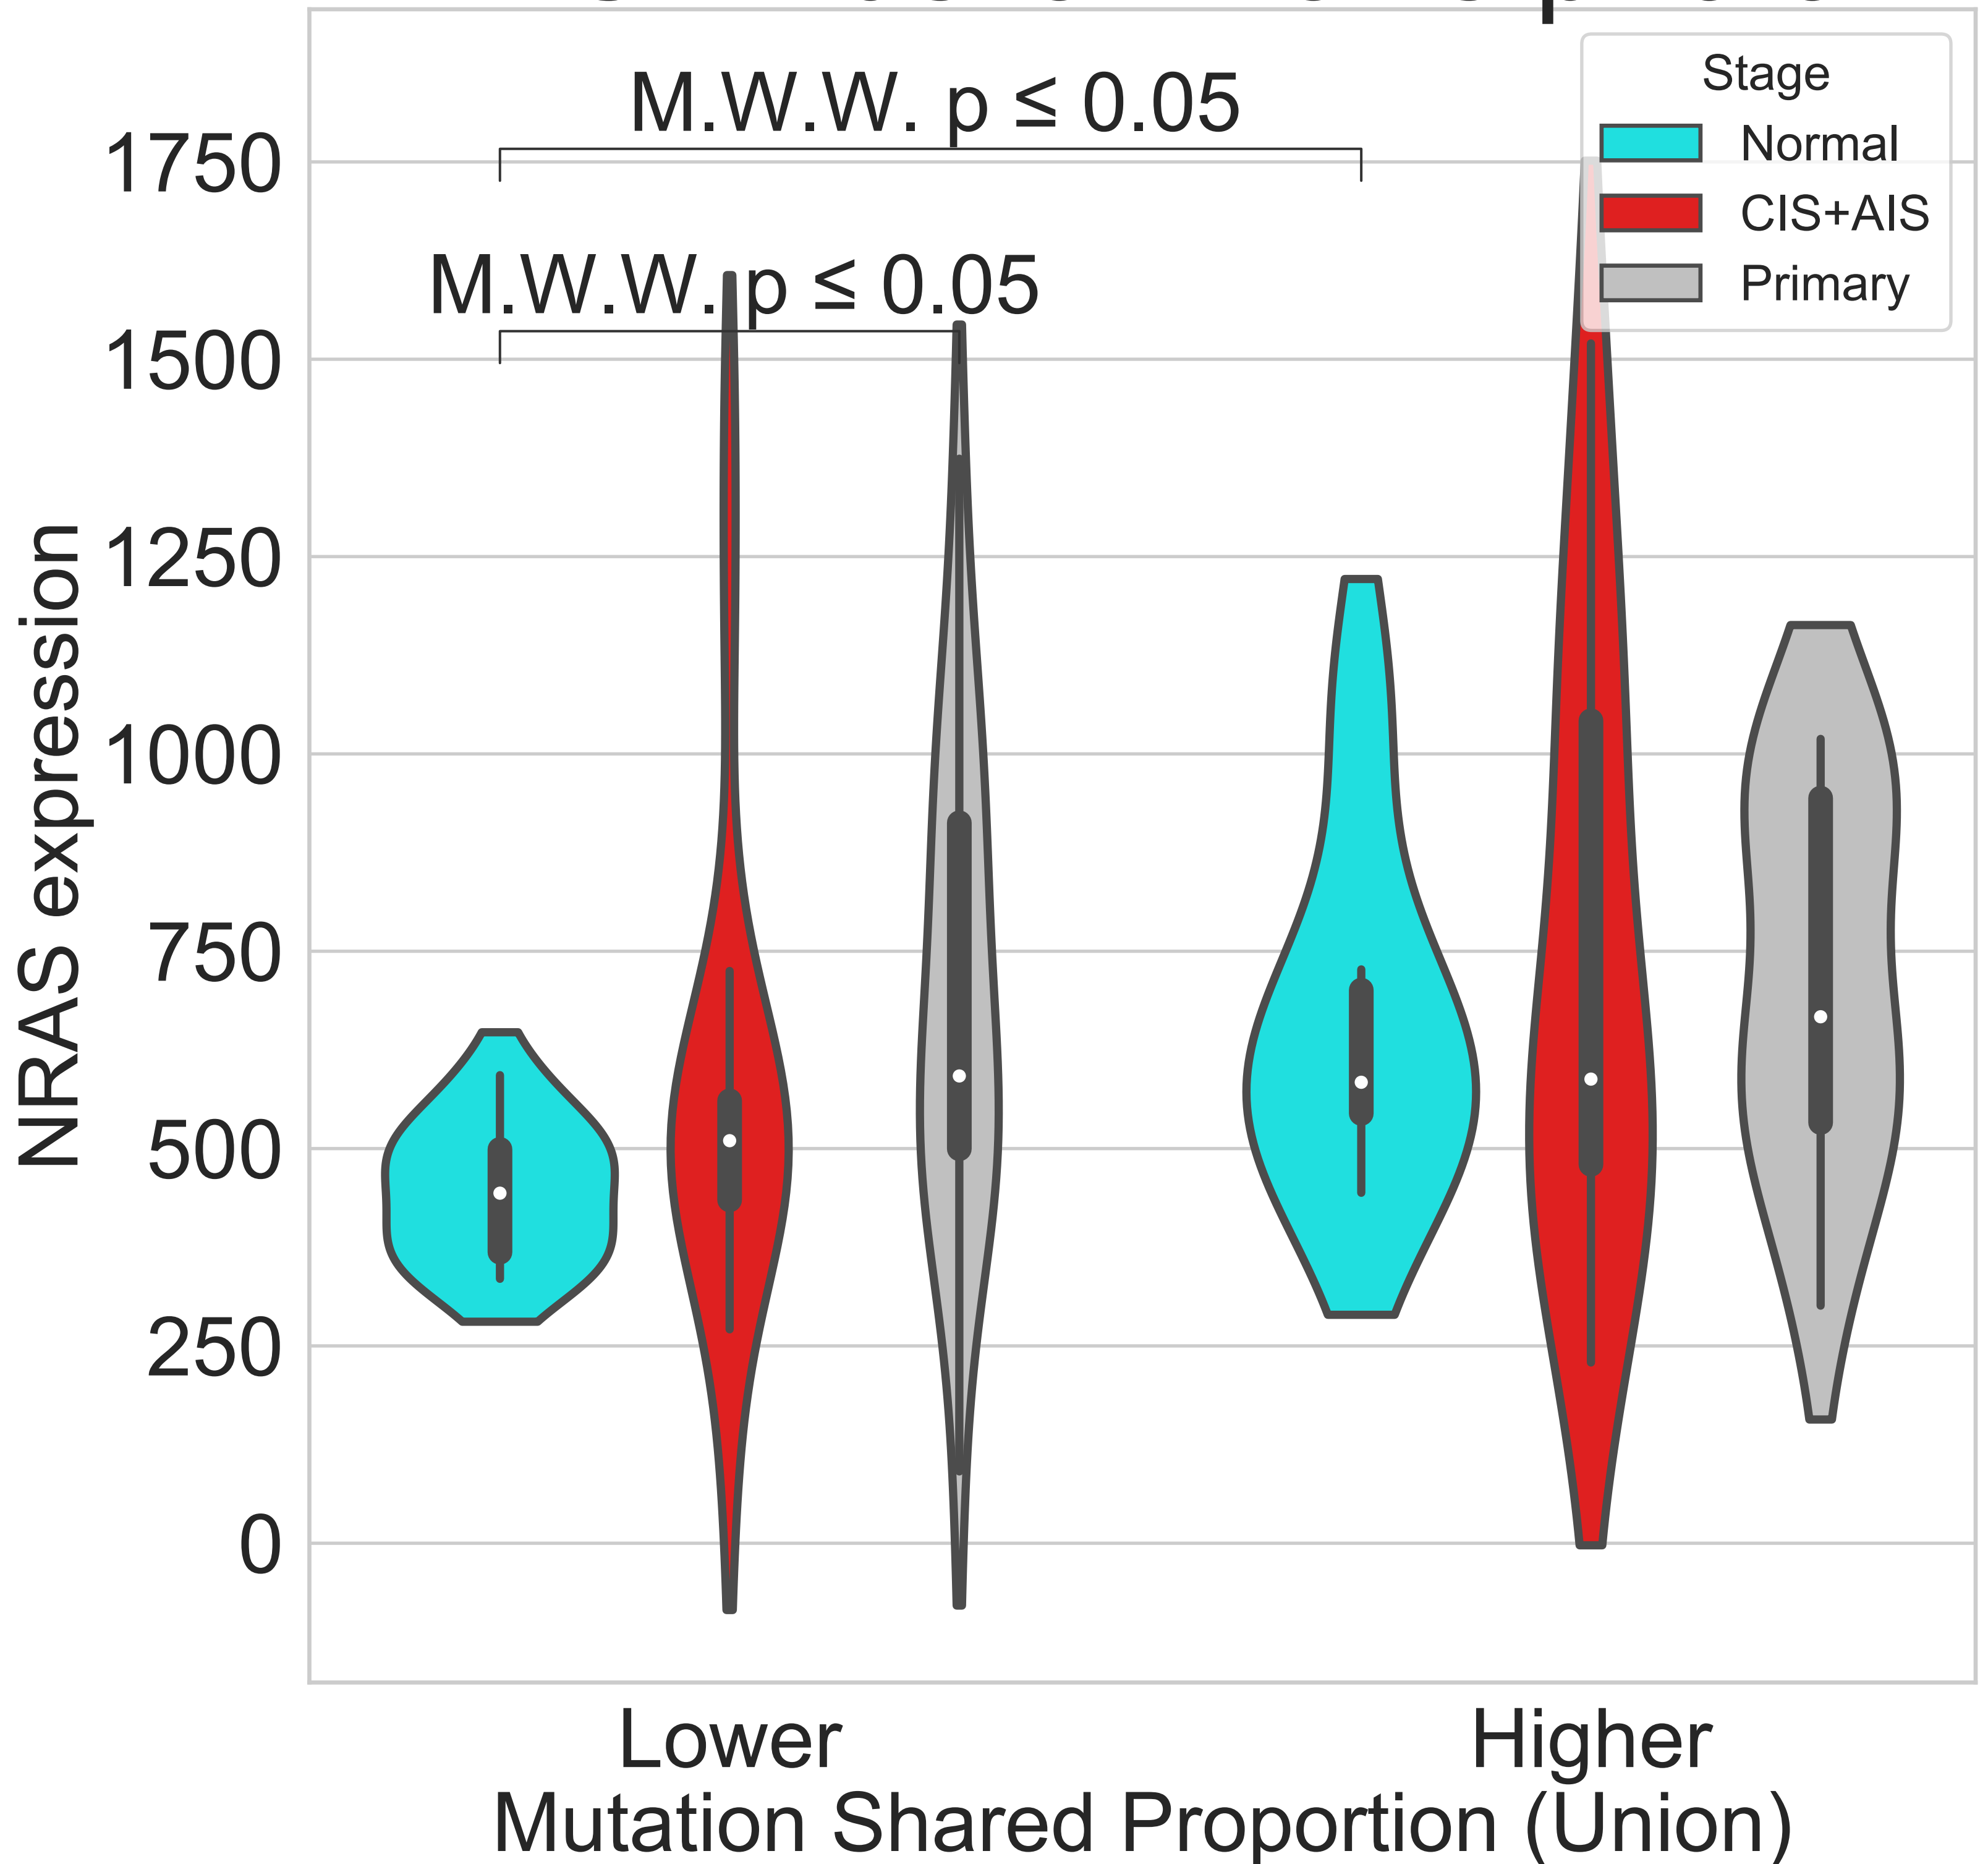 M.W.W. p ≤ 0.05
M.W.W. p ≤ 0.05
Stage
Normal
CIS+AIS
Primary
NRAS expression
1750
1500
1250
1000
750
500
250
0
Lower
Higher
Mutation Shared Proportion (Union)